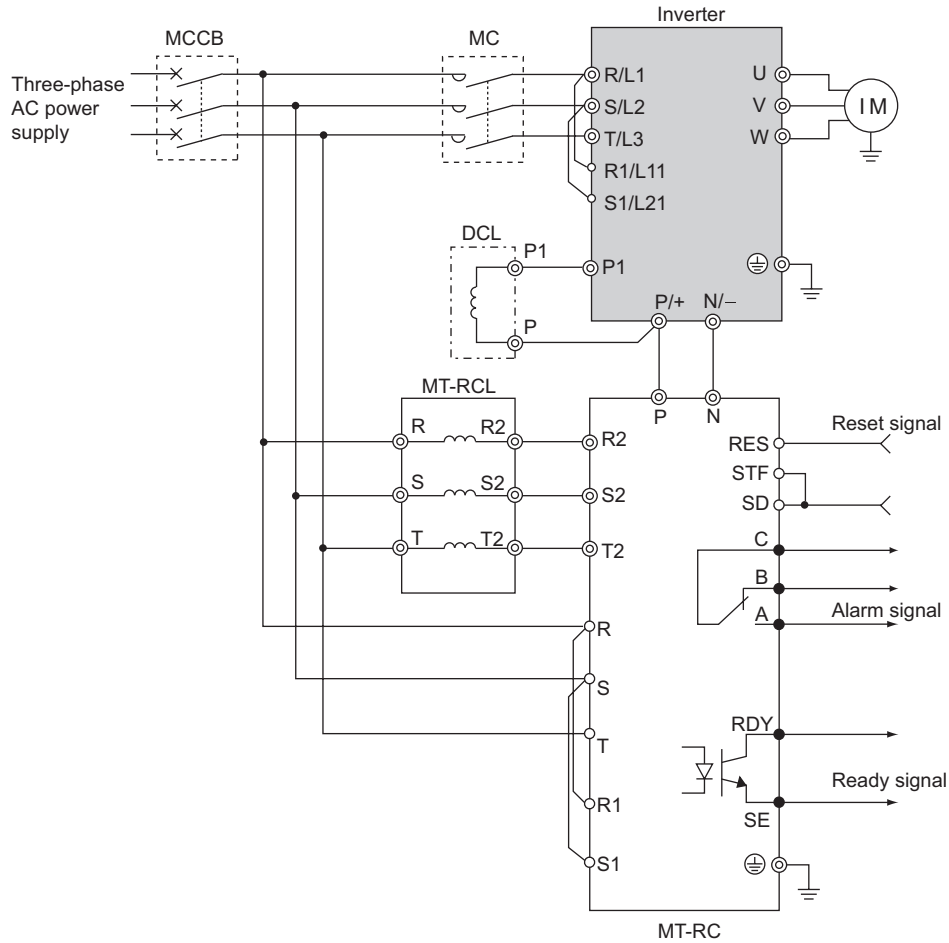 Inverter
MCCB
MC
Three-phase
AC power
supply
R/L1
S/L2
T/L3
R1/L11
S1/L21
U
V
W
IM
DCL
P1
P
P1
P/+
N/−
MT-RCL
R
R2
S
S2
T
T2
R2
S2
T2
P
N
RES
Reset signal
STF
SD
C
B
A
Alarm signal
R
S
T
R1
S1
RDY
Ready signal
SE
MT-RC